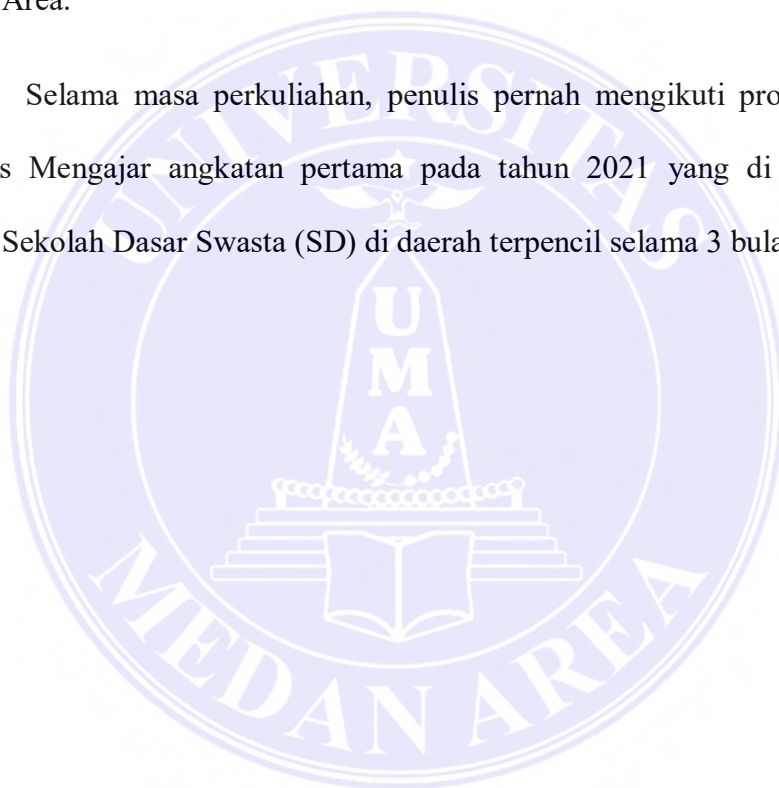 Area.
Selama masa perkuliahan, penulis pernah mengikuti pro
s Mengajar angkatan pertama pada tahun 2021 yang di
Sekolah Dasar Swasta (SD) di daerah terpencil selama 3 bula
UNIVERSITAS
U
M
A
MEDAN AREA